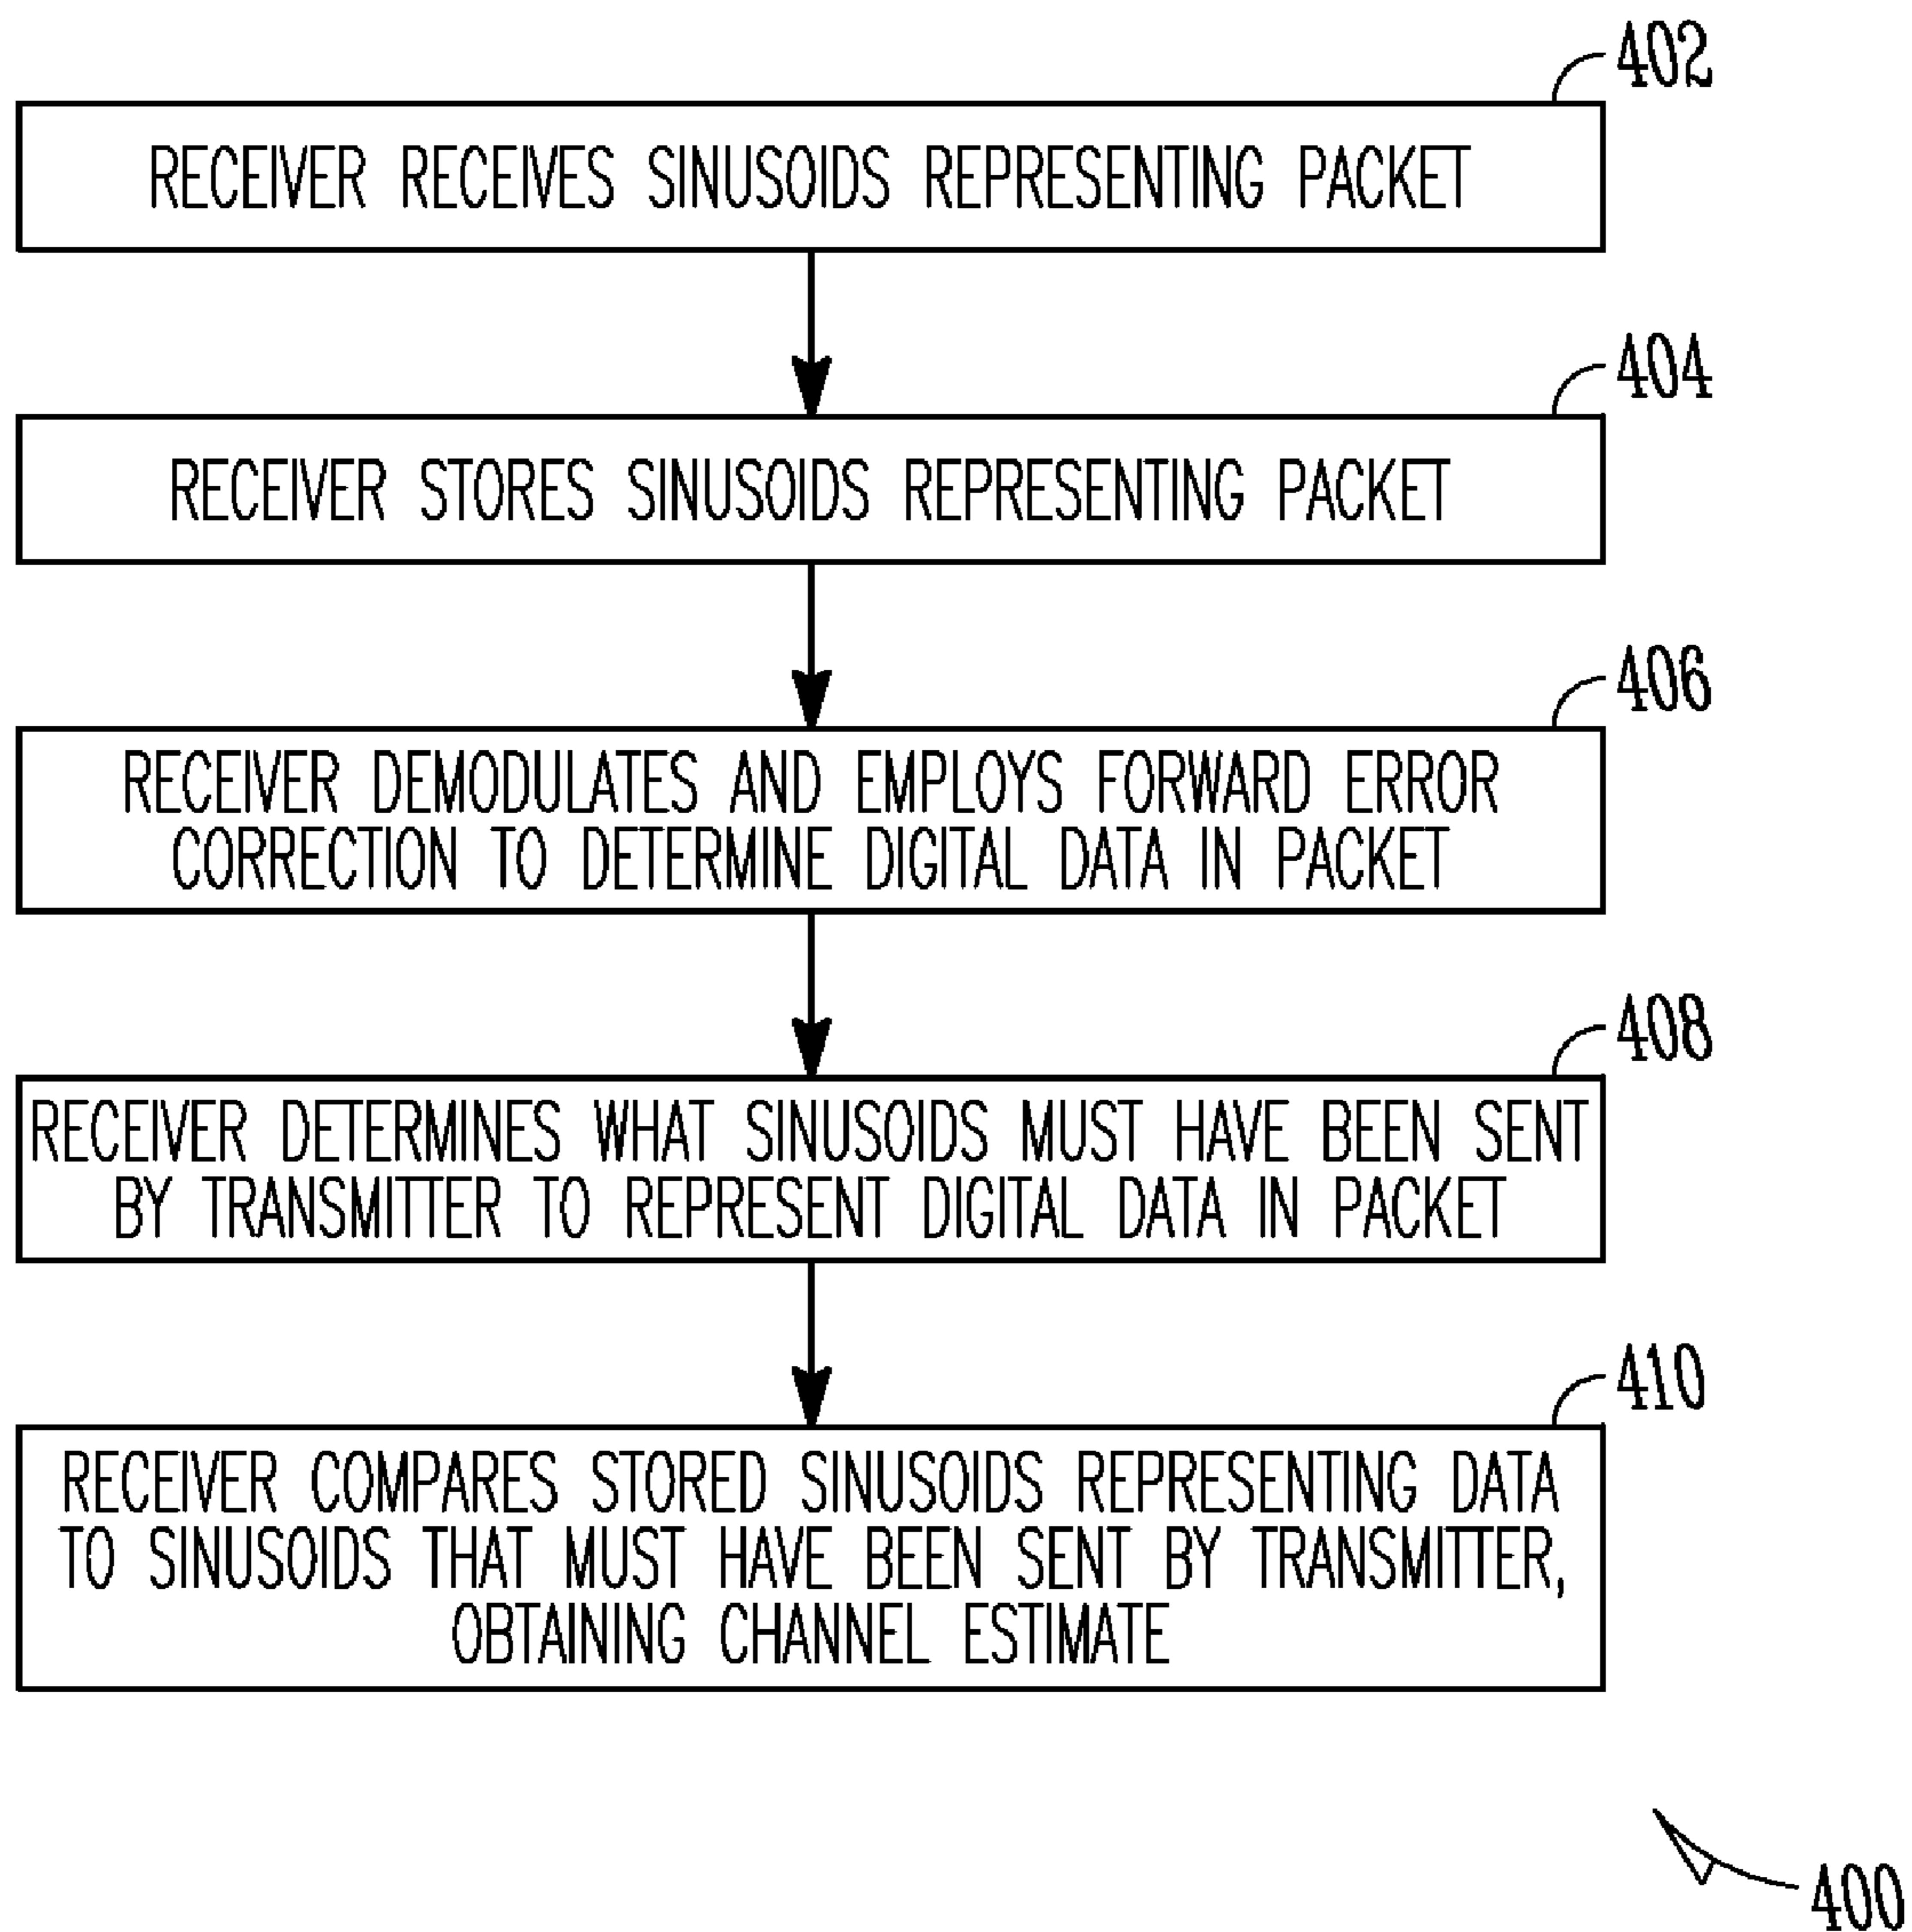 402
RECEIVER RECEIVES SINUSOIDS REPRESENTING PACKET
404
RECEIVER STORES SINUSOIDS REPRESENTING PACKET
406
RECEIVER DEMODULATES AND EMPLOYS FORWARD ERROR
CORRECTION TO DETERMINE DIGITAL DATA IN PACKET
408
RECEIVER DETERMINES WHAT SINUSOIDS MUST HAVE BEEN SENT
BY TRANSMITTER TO REPRESENT DIGITAL DATA IN PACKET
410
RECEIVER COMPARES STORED SINUSOIDS REPRESENTING DATA
TO SINUSOIDS THAT MUST HAVE BEEN SENT BY TRANSMITTER,
OBTAINING CHANNEL ESTIMATE
400